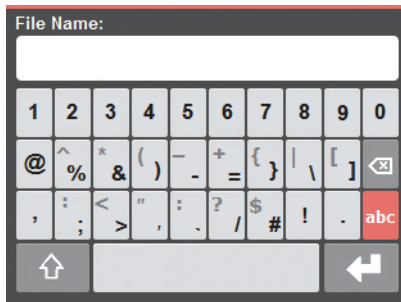 File Name:
1 2 3 4 5 6 7 8 9 0
@ ^ % * & ( ) _ - + = { } | \ [ ]
, : ; < > " ' : . ? / $ # ! . abc